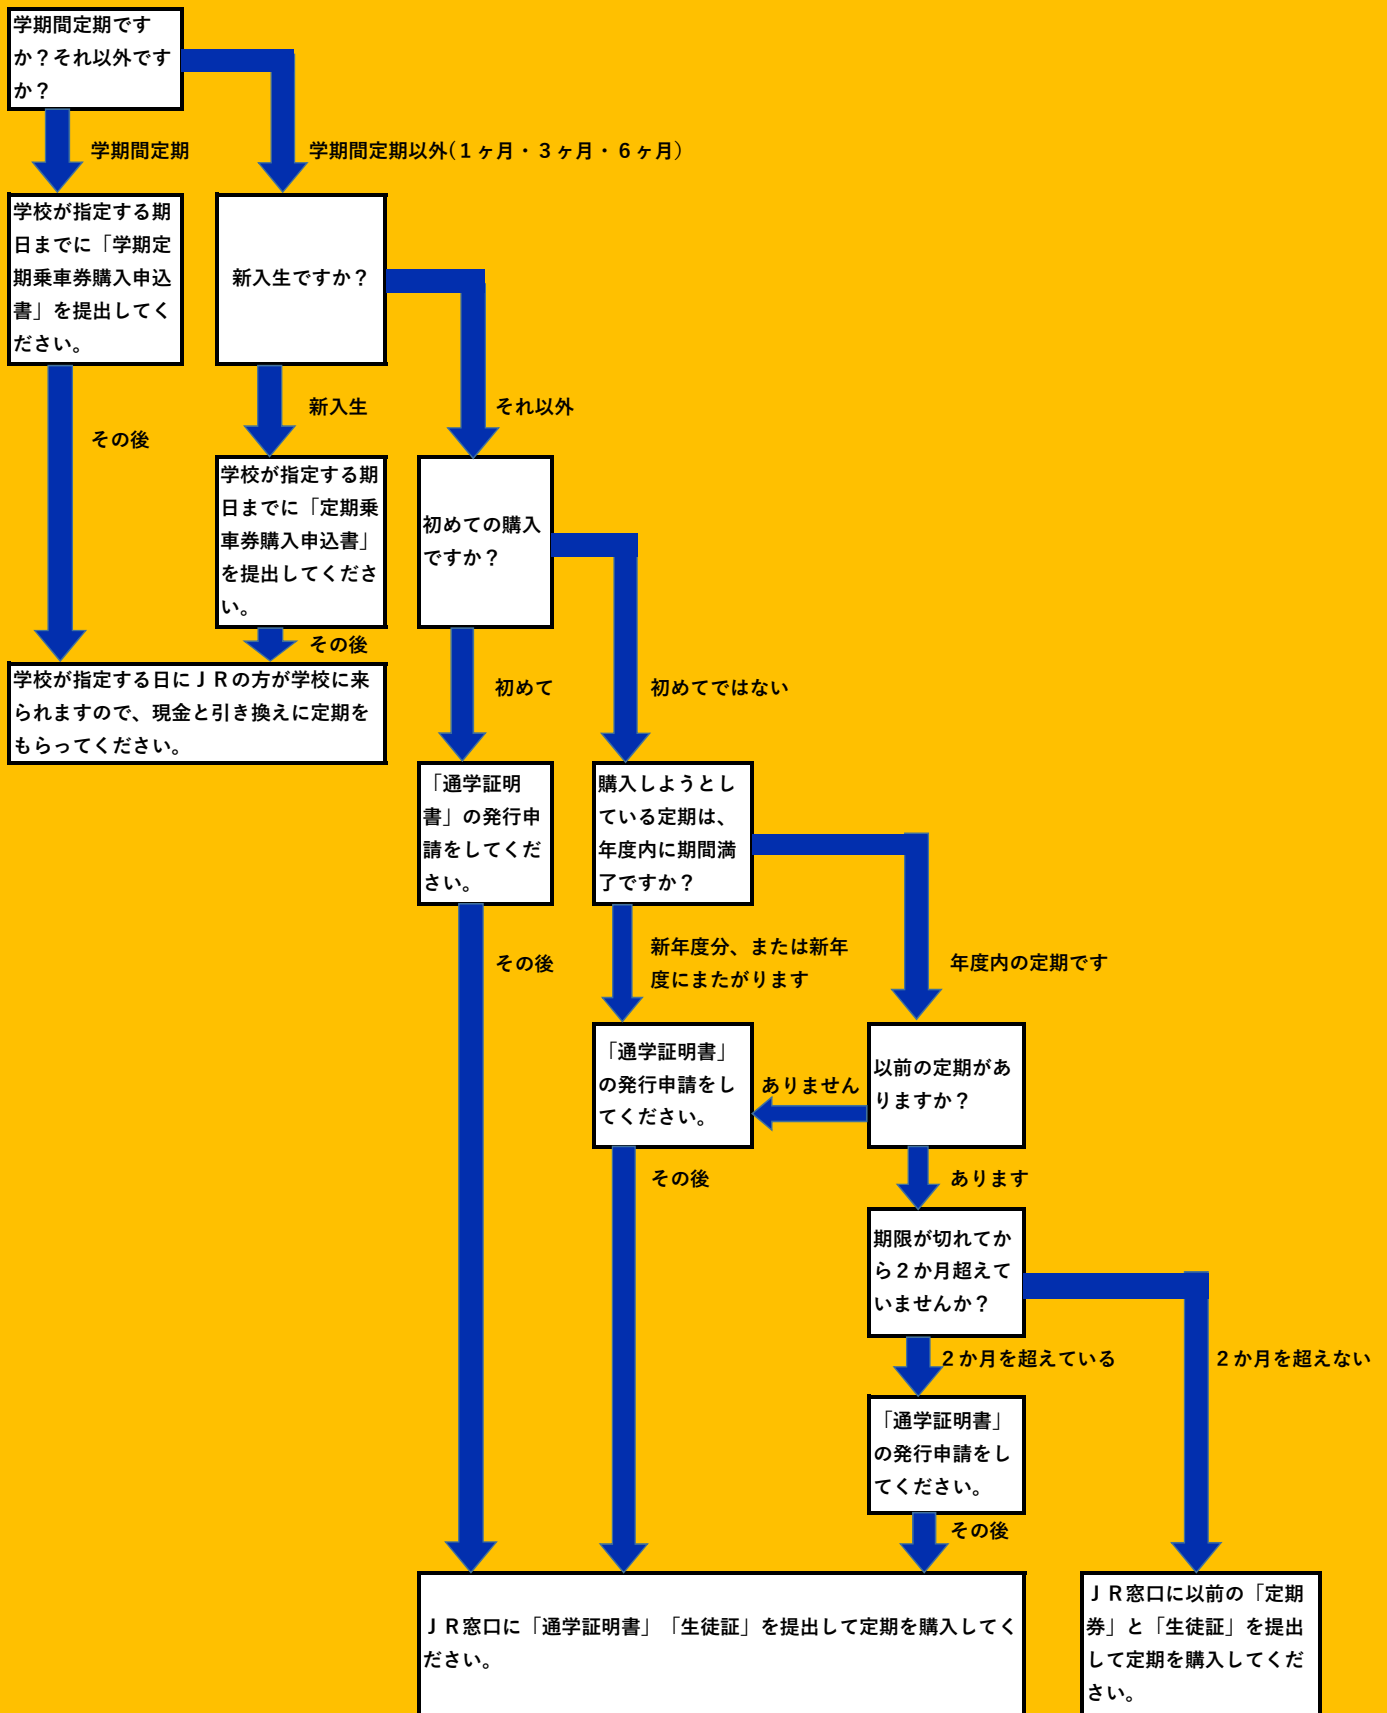 学期間定期です
か？それ以外です
か？
学期間定期
学期間定期以外(１ヶ月・３ヶ月・６ヶ月）
学校が指定する期
日までに「学期定
期乗車券購入申込
書」を提出してく
ださい。
新入生ですか？
その後
新入生
それ以外
学校が指定する期
日までに「定期乗
車券購入申込書」
を提出してくださ
い。
初めての購入
ですか？
その後
学校が指定する日にＪＲの方が学校に来
られますので、現金と引き換えに定期を
もらってください。
初めて
初めてではない
「通学証明
書」の発行申
請をしてくだ
さい。
購入しようとし
ている定期は、
年度内に期間満
了ですか？
その後
新年度分、または新年
度にまたがります
年度内の定期です
「通学証明書」
の発行申請をし
てください。
ありません
以前の定期があ
りますか？
その後
あります
期限が切れてか
ら２か月超えて
いませんか？
２か月を超えている
２か月を超えない
「通学証明書」
の発行申請をし
てください。
その後
ＪＲ窓口に「通学証明書」「生徒証」を提出して定期を購入してく
ださい。
ＪＲ窓口に以前の「定期
券」と「生徒証」を提出
して定期を購入してくだ
さい。